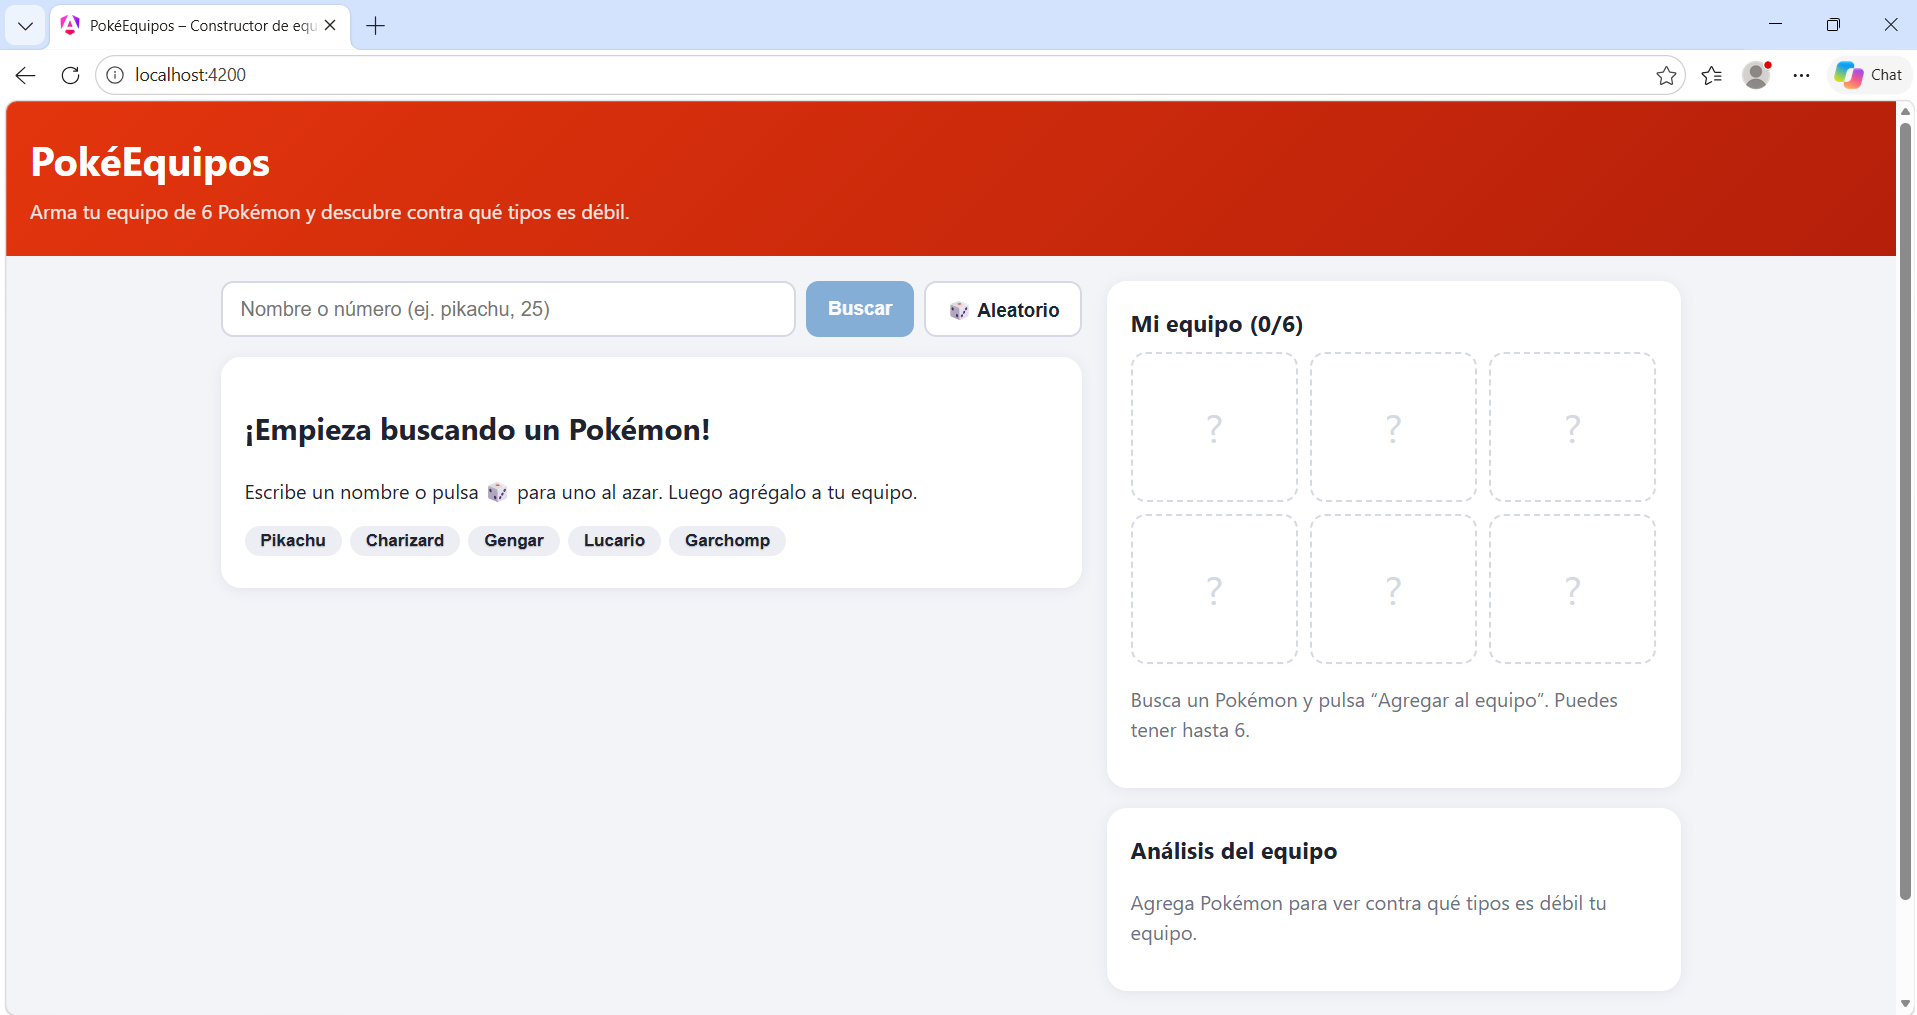 PokéEquipos – Constructor de equ
localhost:4200
Chat
PokéEquipos
Arma tu equipo de 6 Pokémon y descubre contra qué tipos es débil.
Nombre o número (ej. pikachu, 25)
Buscar
Aleatorio
¡Empieza buscando un Pokémon!
Escribe un nombre o pulsa 🎲 para uno al azar. Luego agrégalo a tu equipo.
Pikachu
Charizard
Gengar
Lucario
Garchomp
Mi equipo (0/6)
? ? ?
? ? ?
Busca un Pokémon y pulsa “Agregar al equipo”. Puedes
tener hasta 6.
Análisis del equipo
Agrega Pokémon para ver contra qué tipos es débil tu
equipo.